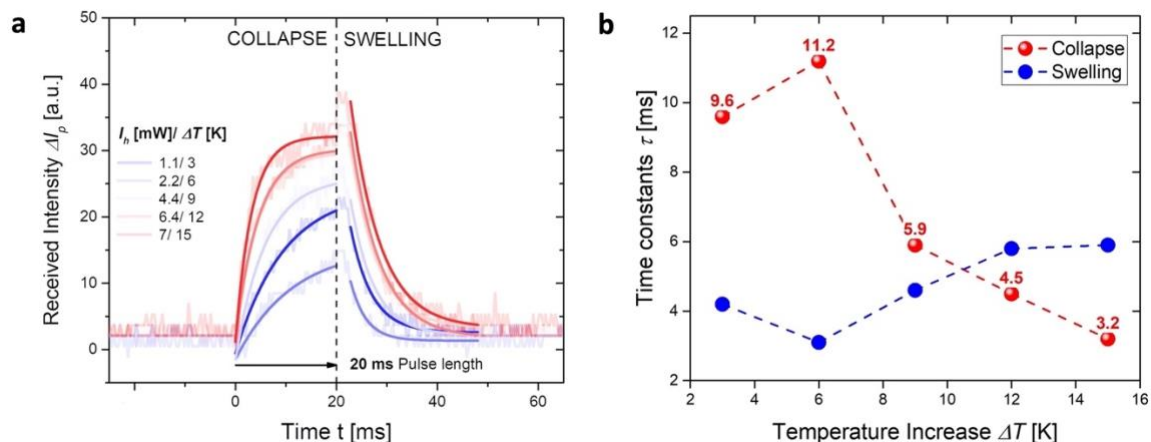 a
COLLAPSE SWELLING
Received Intensity ΔIₚ [a.u.]
50
40
30
20
10
0
Iₕ [mW]/ ΔT [K]
1.1/ 3
2.2/ 6
4.4/ 9
6.4/ 12
7/ 15
20 ms Pulse length
0 20 40 60
Time t [ms]
b
Time constants τ [ms]
12
10
8
6
4
2
Collapse
Swelling
9.6
11.2
5.9
4.5
3.2
2 4 6 8 10 12 14 16
Temperature Increase ΔT [K]